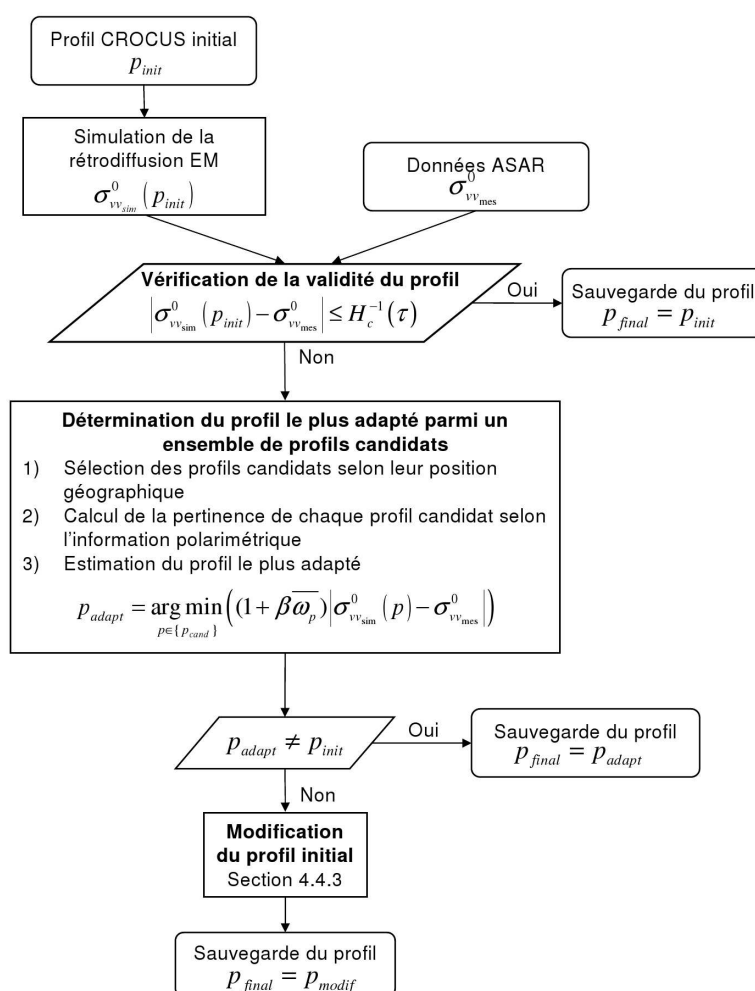 Profil CROCUS initial
p_init
Simulation de la
rétrodiffusion EM
σ⁰_vv_sim (p_init)
Données ASAR
σ⁰_vv_mes
Vérification de la validité du profil
|σ⁰_vv_sim (p_init) − σ⁰_vv_mes| ≤ H_c⁻¹(τ)
Oui
Sauvegarde du profil
p_final = p_init
Non
Détermination du profil le plus adapté parmi un
ensemble de profils candidats
1) Sélection des profils candidats selon leur position
géographique
2) Calcul de la pertinence de chaque profil candidat selon
l'information polarimétrique
3) Estimation du profil le plus adapté
p_adapt = arg min_{p∈{p_cand}} ((1 + β\overline{ω_p})|σ⁰_vv_sim (p) − σ⁰_vv_mes|)
p_adapt ≠ p_init
Oui
Sauvegarde du profil
p_final = p_adapt
Non
Modification
du profil initial
Section 4.4.3
Sauvegarde du profil
p_final = p_modif